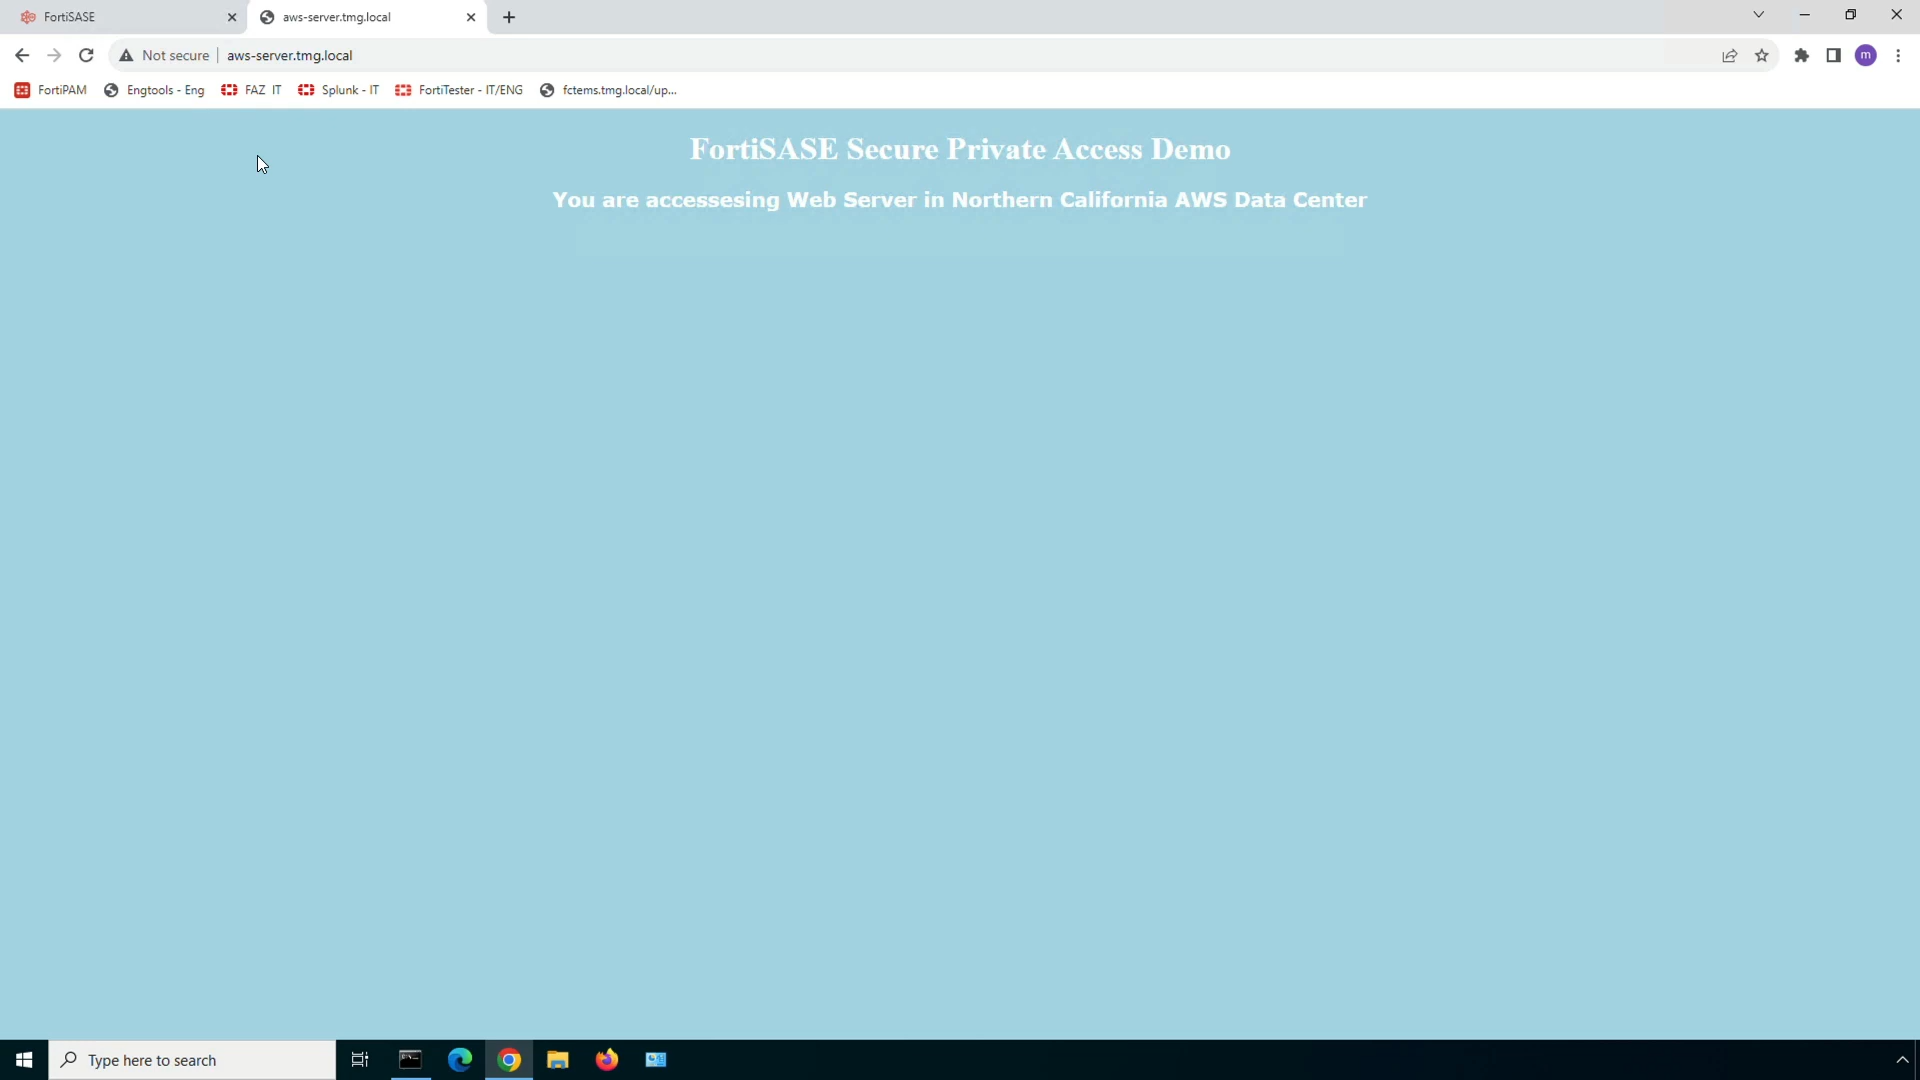 FortiSASE
aws-server.tmg.local
Not secure
aws-server.tmg.local
m
FortiPAM
Engtools - Eng
FAZ IT
Splunk - IT
FortiTester - IT/ENG
fctems.tmg.local/up...
FortiSASE Secure Private Access Demo
You are accessesing Web Server in Northern California AWS Data Center
Type here to search